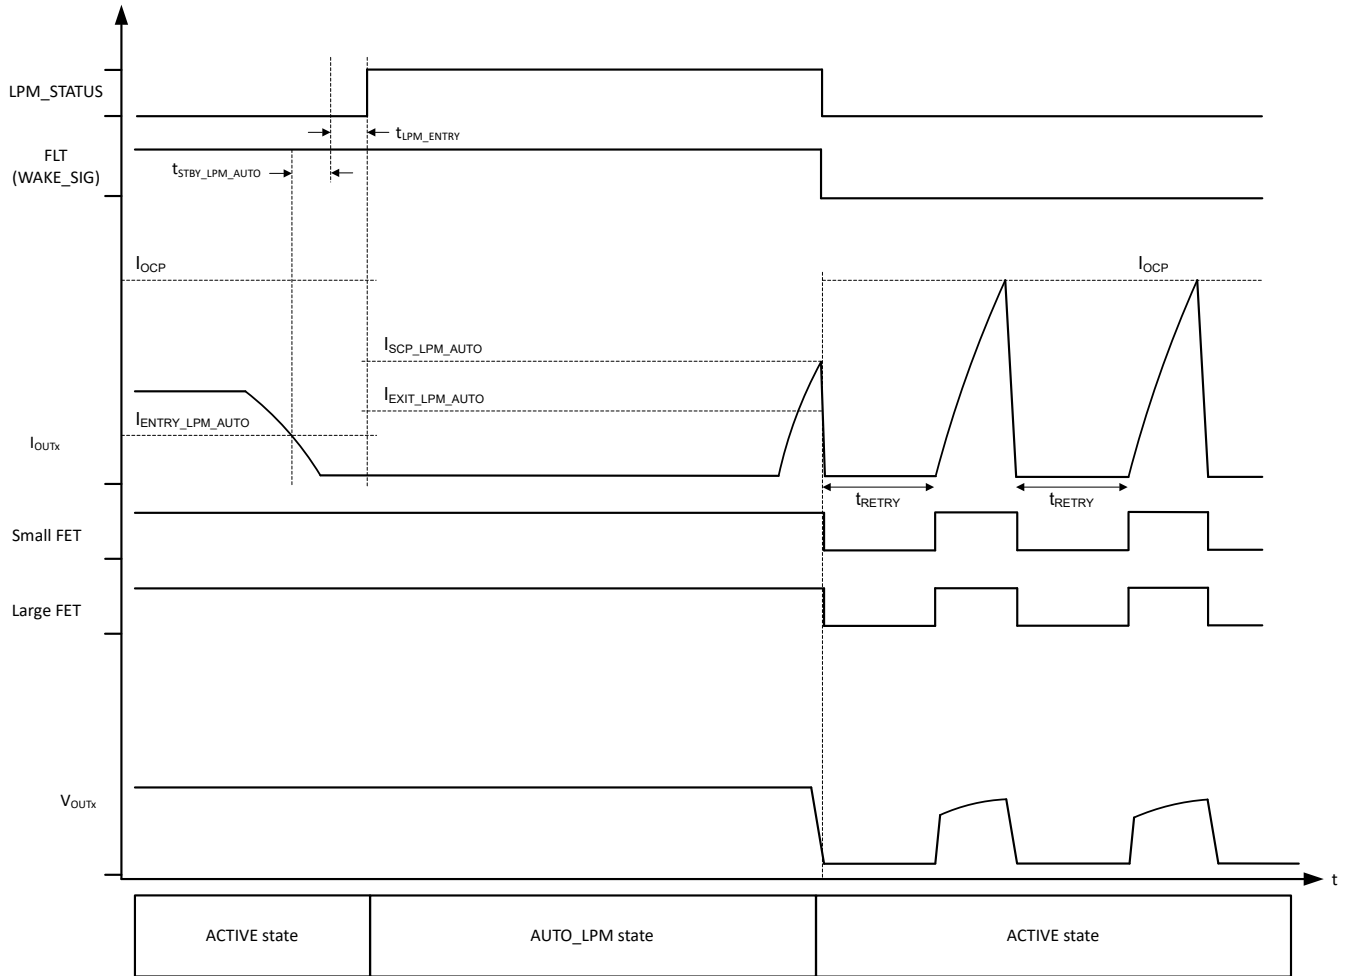 LPM_STATUS
tLPM_ENTRY
FLT
(WAKE_SIG)
tSTBY_LPM_AUTO
IOCP
IOCP
ISCP_LPM_AUTO
IEXIT_LPM_AUTO
IENTRY_LPM_AUTO
IOUTx
tRETRY
tRETRY
Small FET
Large FET
VOUTx
t
ACTIVE state
AUTO_LPM state
ACTIVE state